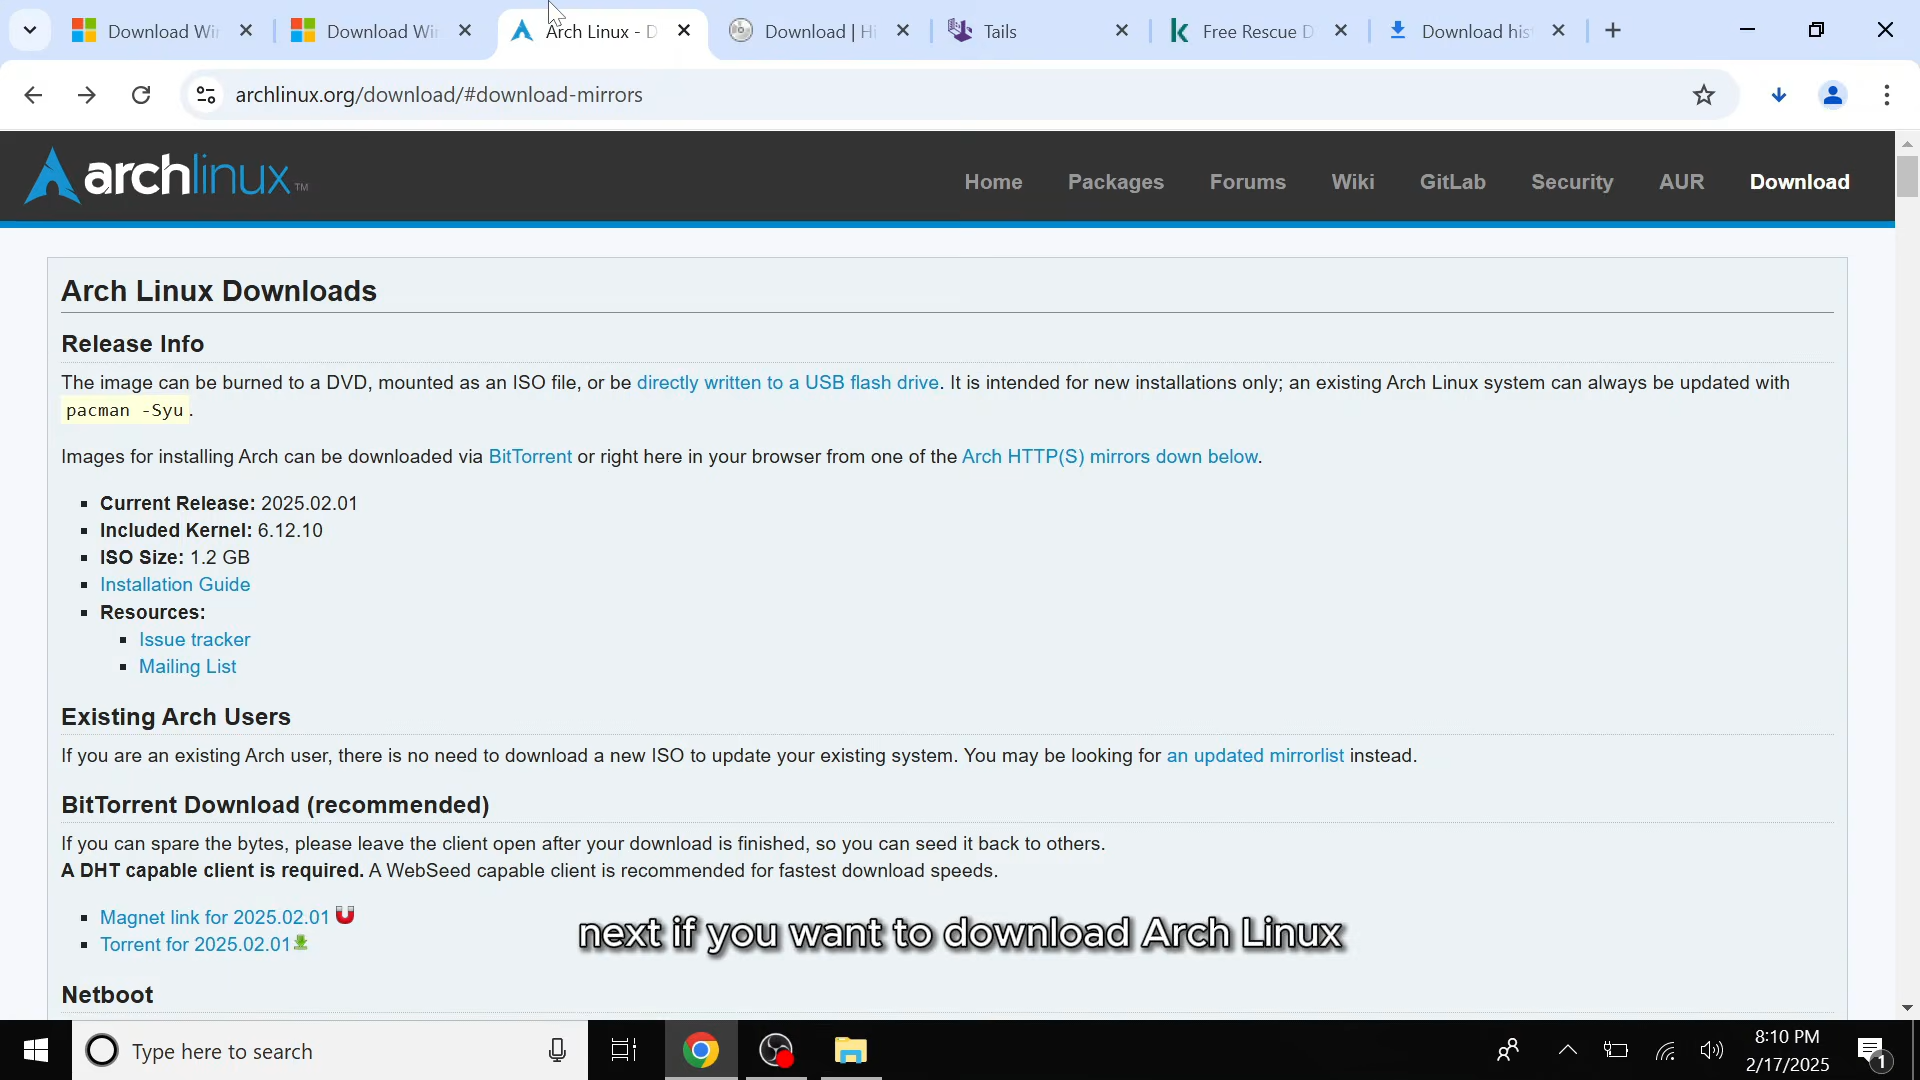 Download Wi
Download Wi
Arch Linux - D
Download | Hi
Tails
Free Rescue D
Download his
archlinux.org/download/#download-mirrors
archlinux™
Home
Packages
Forums
Wiki
GitLab
Security
AUR
Download
Arch Linux Downloads
Release Info
The image can be burned to a DVD, mounted as an ISO file, or be directly written to a USB flash drive. It is intended for new installations only; an existing Arch Linux system can always be updated with
pacman -Syu.
Images for installing Arch can be downloaded via BitTorrent or right here in your browser from one of the Arch HTTP(S) mirrors down below.
Current Release: 2025.02.01
Included Kernel: 6.12.10
ISO Size: 1.2 GB
Installation Guide
Resources:
Issue tracker
Mailing List
Existing Arch Users
If you are an existing Arch user, there is no need to download a new ISO to update your existing system. You may be looking for an updated mirrorlist instead.
BitTorrent Download (recommended)
If you can spare the bytes, please leave the client open after your download is finished, so you can seed it back to others.
A DHT capable client is required. A WebSeed capable client is recommended for fastest download speeds.
Magnet link for 2025.02.01
Torrent for 2025.02.01
next if you want to download Arch Linux
Netboot
Type here to search
8:10 PM
2/17/2025
1